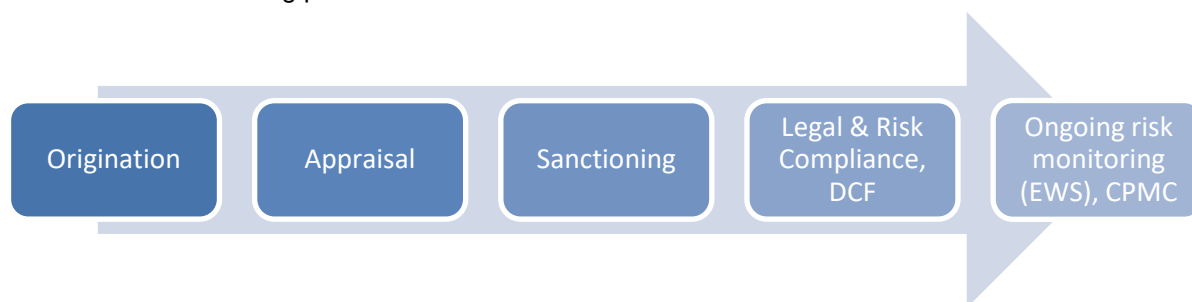 Origination
Appraisal
Sanctioning
Legal & Risk
Compliance,
DCF
Ongoing risk
monitoring
(EWS), CPMC